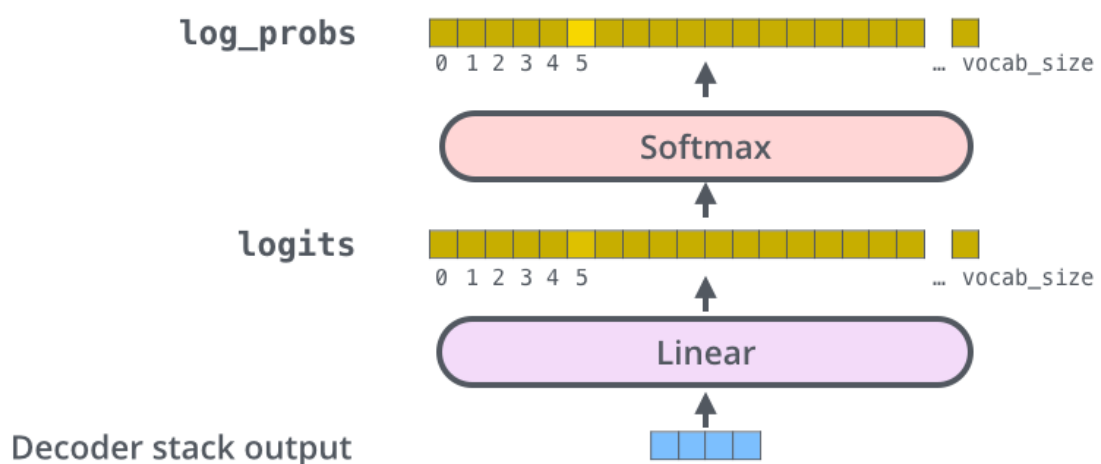 log_probs
0 1 2 3 4 5 … vocab_size
Softmax
logits
0 1 2 3 4 5 … vocab_size
Linear
Decoder stack output